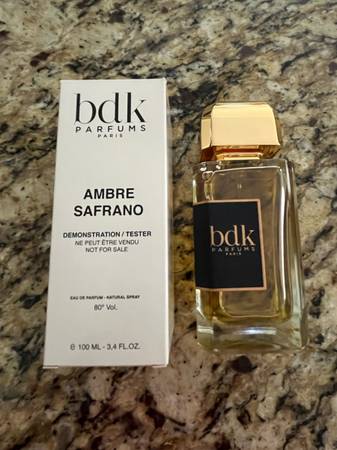 bdk
PARFUMS
PARIS
AMBRE
SAFRANO
DEMONSTRATION / TESTER
NE PEUT ÊTRE VENDU
NOT FOR SALE
EAU DE PARFUM - NATURAL SPRAY
80° Vol.
℮ 100 ML - 3,4 FL.OZ.
bdk
PARFUMS
PARIS